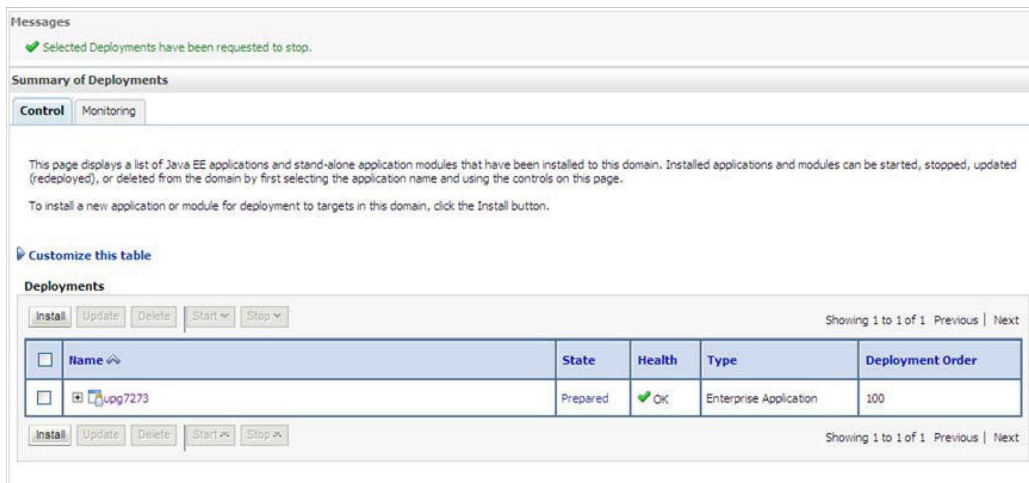 Messages
Selected Deployments have been requested to stop.
Summary of Deployments
Control Monitoring
This page displays a list of Java EE applications and stand-alone application modules that have been installed to this domain. Installed applications and modules can be started, stopped, updated
(redeployed), or deleted from the domain by first selecting the application name and using the controls on this page.
To install a new application or module for deployment to targets in this domain, click the Install button.
Customize this table
Deployments
Install Update Delete Start Stop Showing 1 to 1 of 1 Previous | Next
Name State Health Type Deployment Order
upg7273 Prepared OK Enterprise Application 100
Install Update Delete Start Stop Showing 1 to 1 of 1 Previous | Next